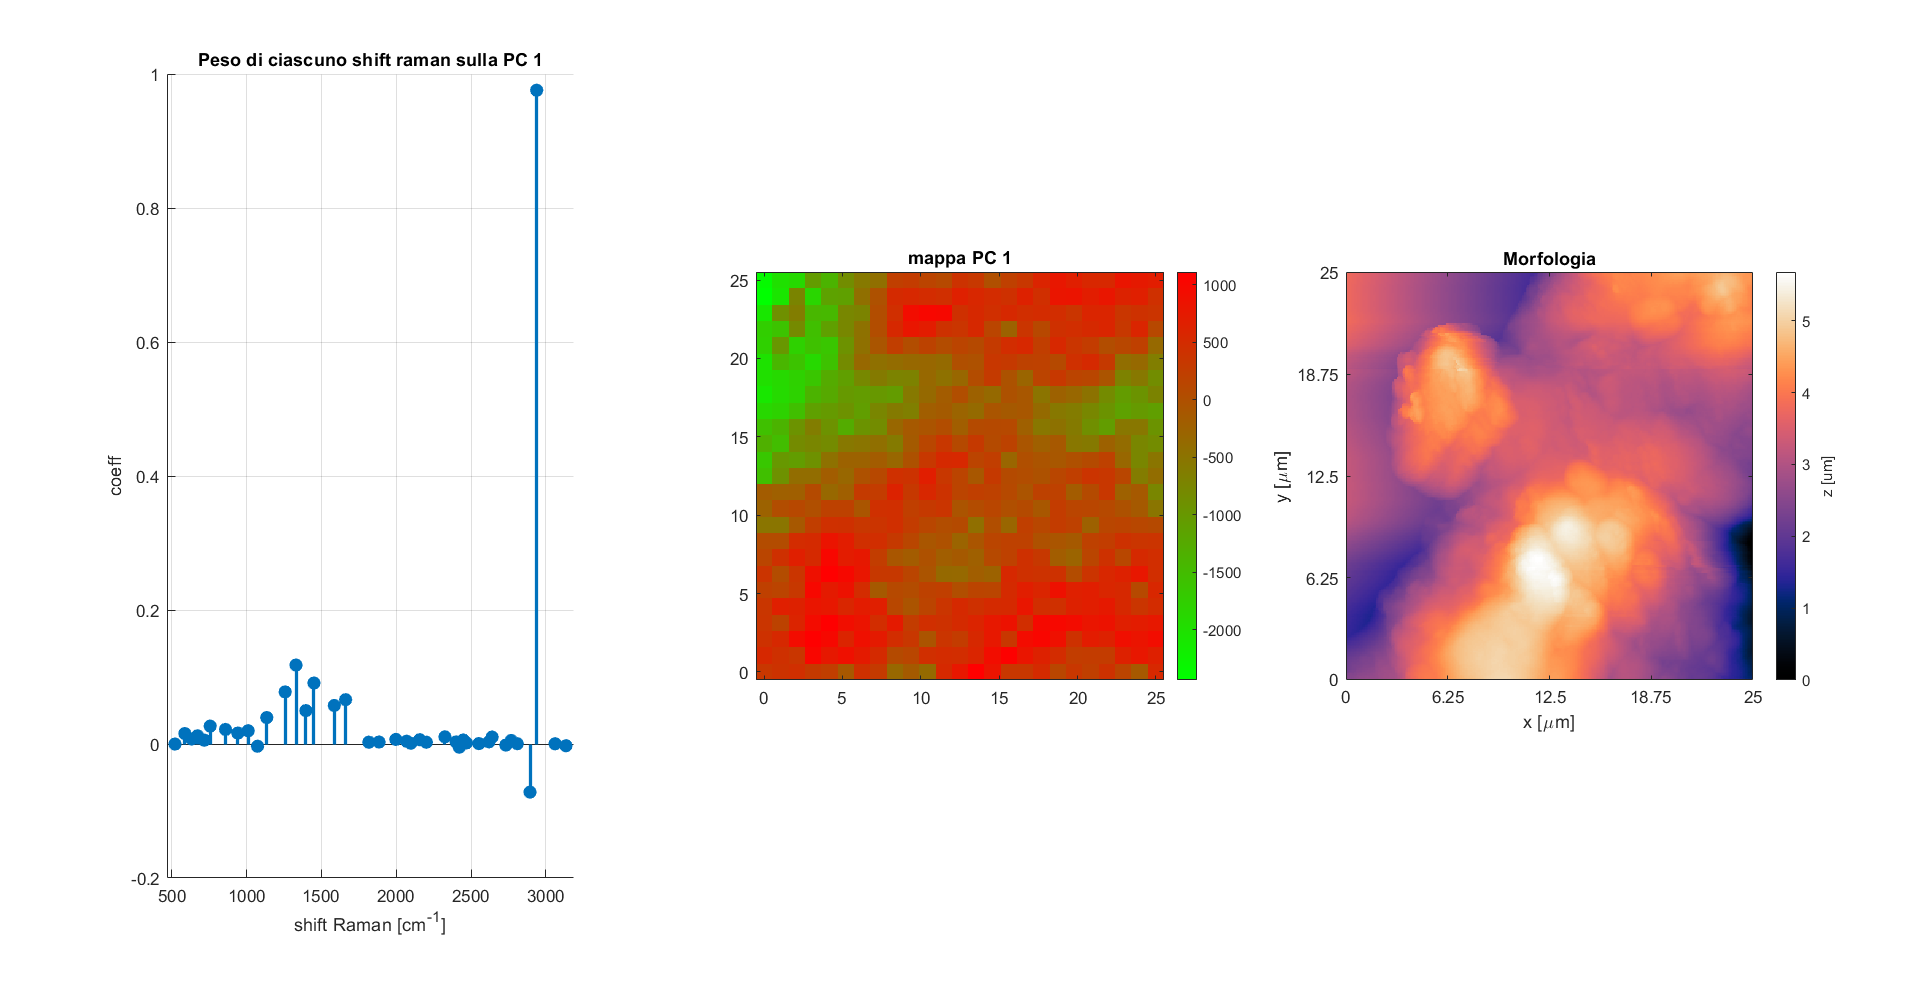 Peso di ciascuno shift raman sulla PC 1
1
0.8
0.6
0.4
0.2
0
-0.2
coeff
500 1000 1500 2000 2500 3000
shift Raman [cm-1]
mappa PC 1
25
20
15
10
5
0
0 5 10 15 20 25
1000
500
0
-500
-1000
-1500
-2000
Morfologia
25
18.75
12.5
6.25
0
y [μm]
0 6.25 12.5 18.75 25
x [μm]
5
4
3
2
1
0
z [um]